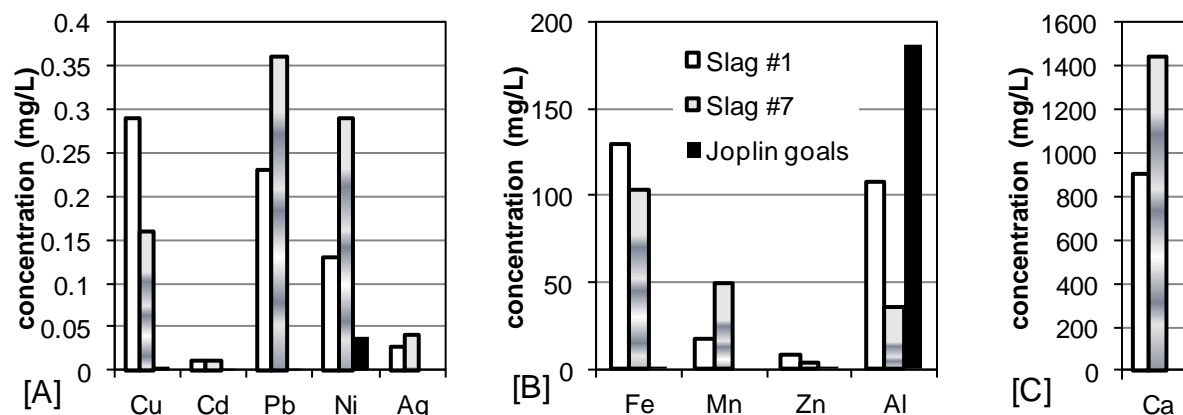 concentration (mg/L)
0.4
0.35
0.3
0.25
0.2
0.15
0.1
0.05
0
[A]
Cu Cd Pb Ni Ag
concentration (mg/L)
200
150
100
50
0
Slag #1
Slag #7
Joplin goals
[B]
Fe Mn Zn Al
concentration (mg/L)
1600
1400
1200
1000
800
600
400
200
0
[C]
Ca